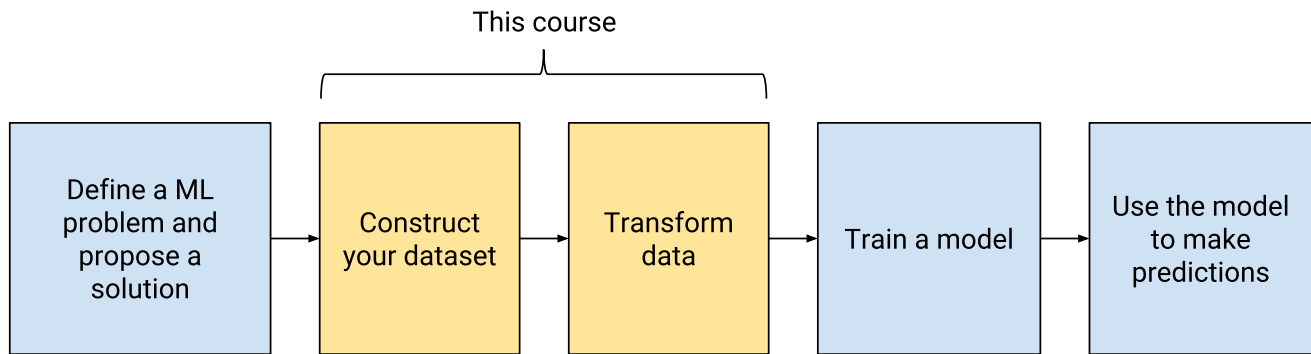 This course
Define a ML
problem and
propose a
solution
Construct
your dataset
Transform
data
Train a model
Use the model
to make
predictions